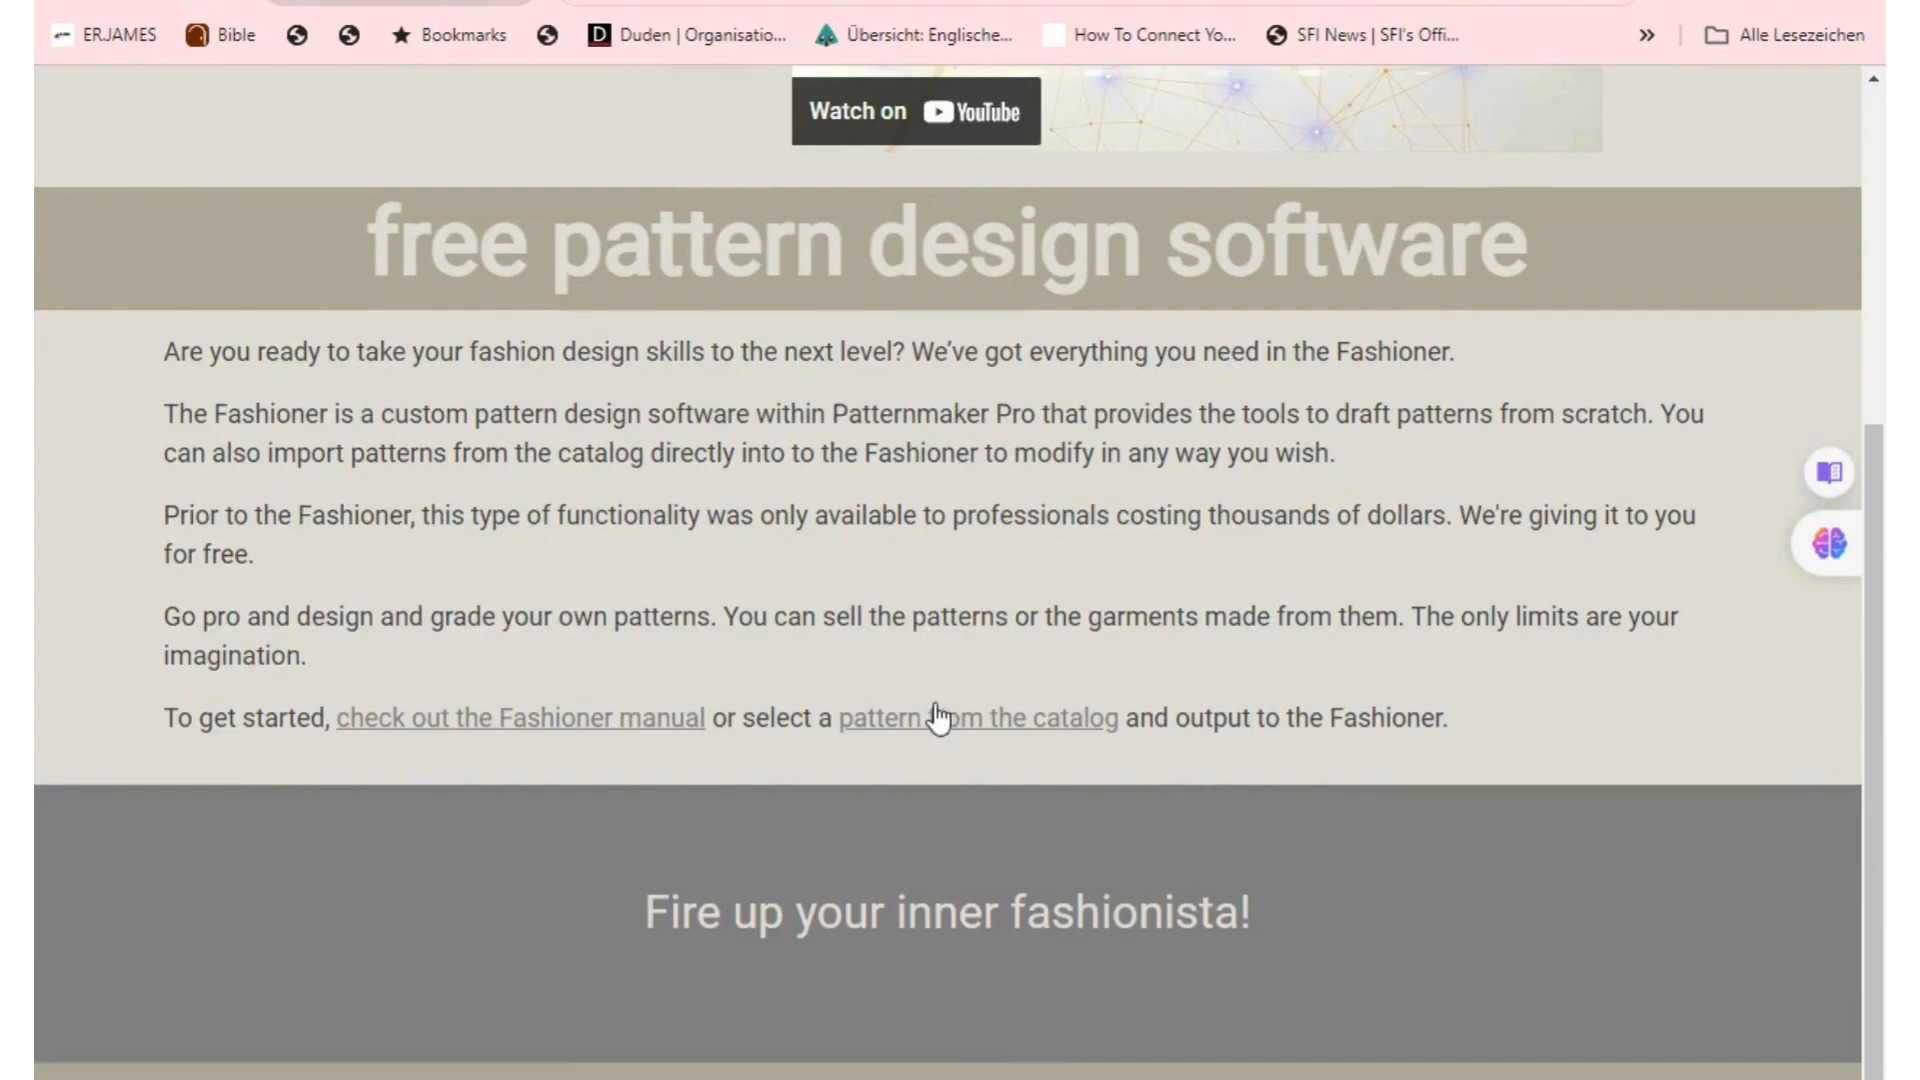 ER.JAMES Bible Bookmarks Duden | Organisatio... Übersicht: Englische... How To Connect Yo... SFI News | SFI's Offi... » Alle Lesezeichen
Watch on YouTube
free pattern design software
Are you ready to take your fashion design skills to the next level? We've got everything you need in the Fashioner.
The Fashioner is a custom pattern design software within Patternmaker Pro that provides the tools to draft patterns from scratch. You
can also import patterns from the catalog directly into to the Fashioner to modify in any way you wish.
Prior to the Fashioner, this type of functionality was only available to professionals costing thousands of dollars. We're giving it to you
for free.
Go pro and design and grade your own patterns. You can sell the patterns or the garments made from them. The only limits are your
imagination.
To get started, check out the Fashioner manual or select a pattern from the catalog and output to the Fashioner.
Fire up your inner fashionista!